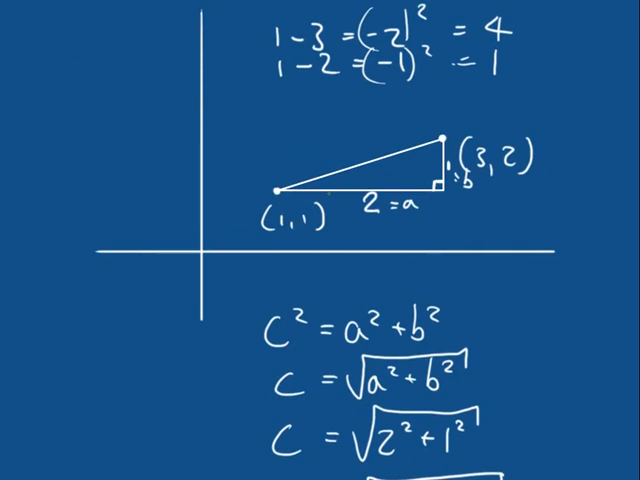 1 - 3 = (-2)² = 4
1 - 2 = (-1)² = 1
(3, 2)
1 = b
2 = a
(1, 1)
C² = a² + b²
C = √a² + b²
C = √2² + 1²